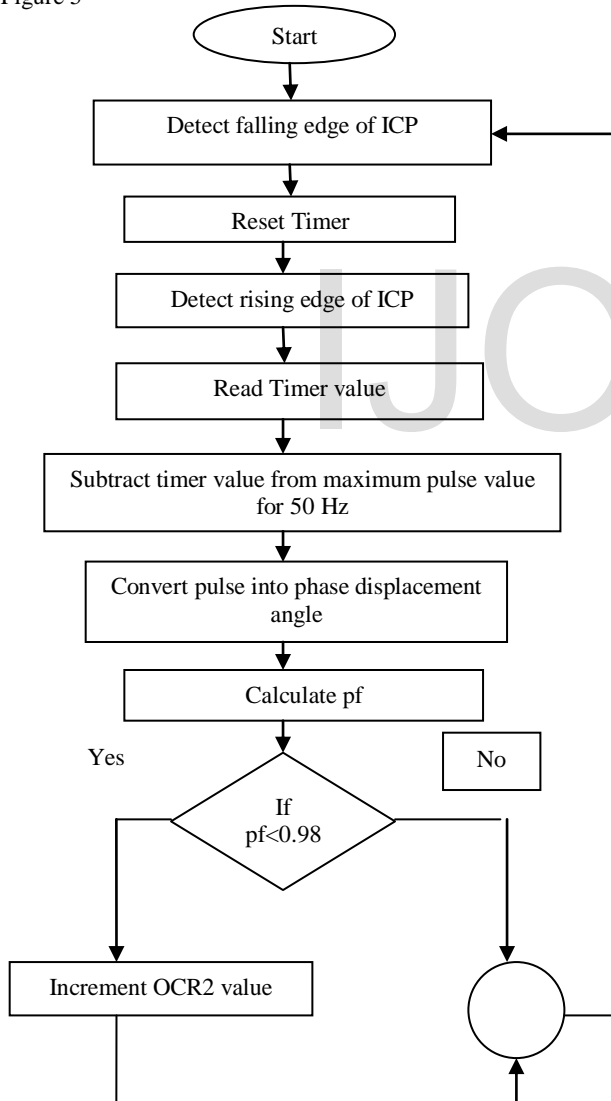 Start
Detect falling edge of ICP
Reset Timer
Detect rising edge of ICP
IJO
Read Timer value
Subtract timer value from maximum pulse value
for 50 Hz
Convert pulse into phase displacement
angle
Calculate pf
Yes
No
If
pf<0.98
Increment OCR2 value